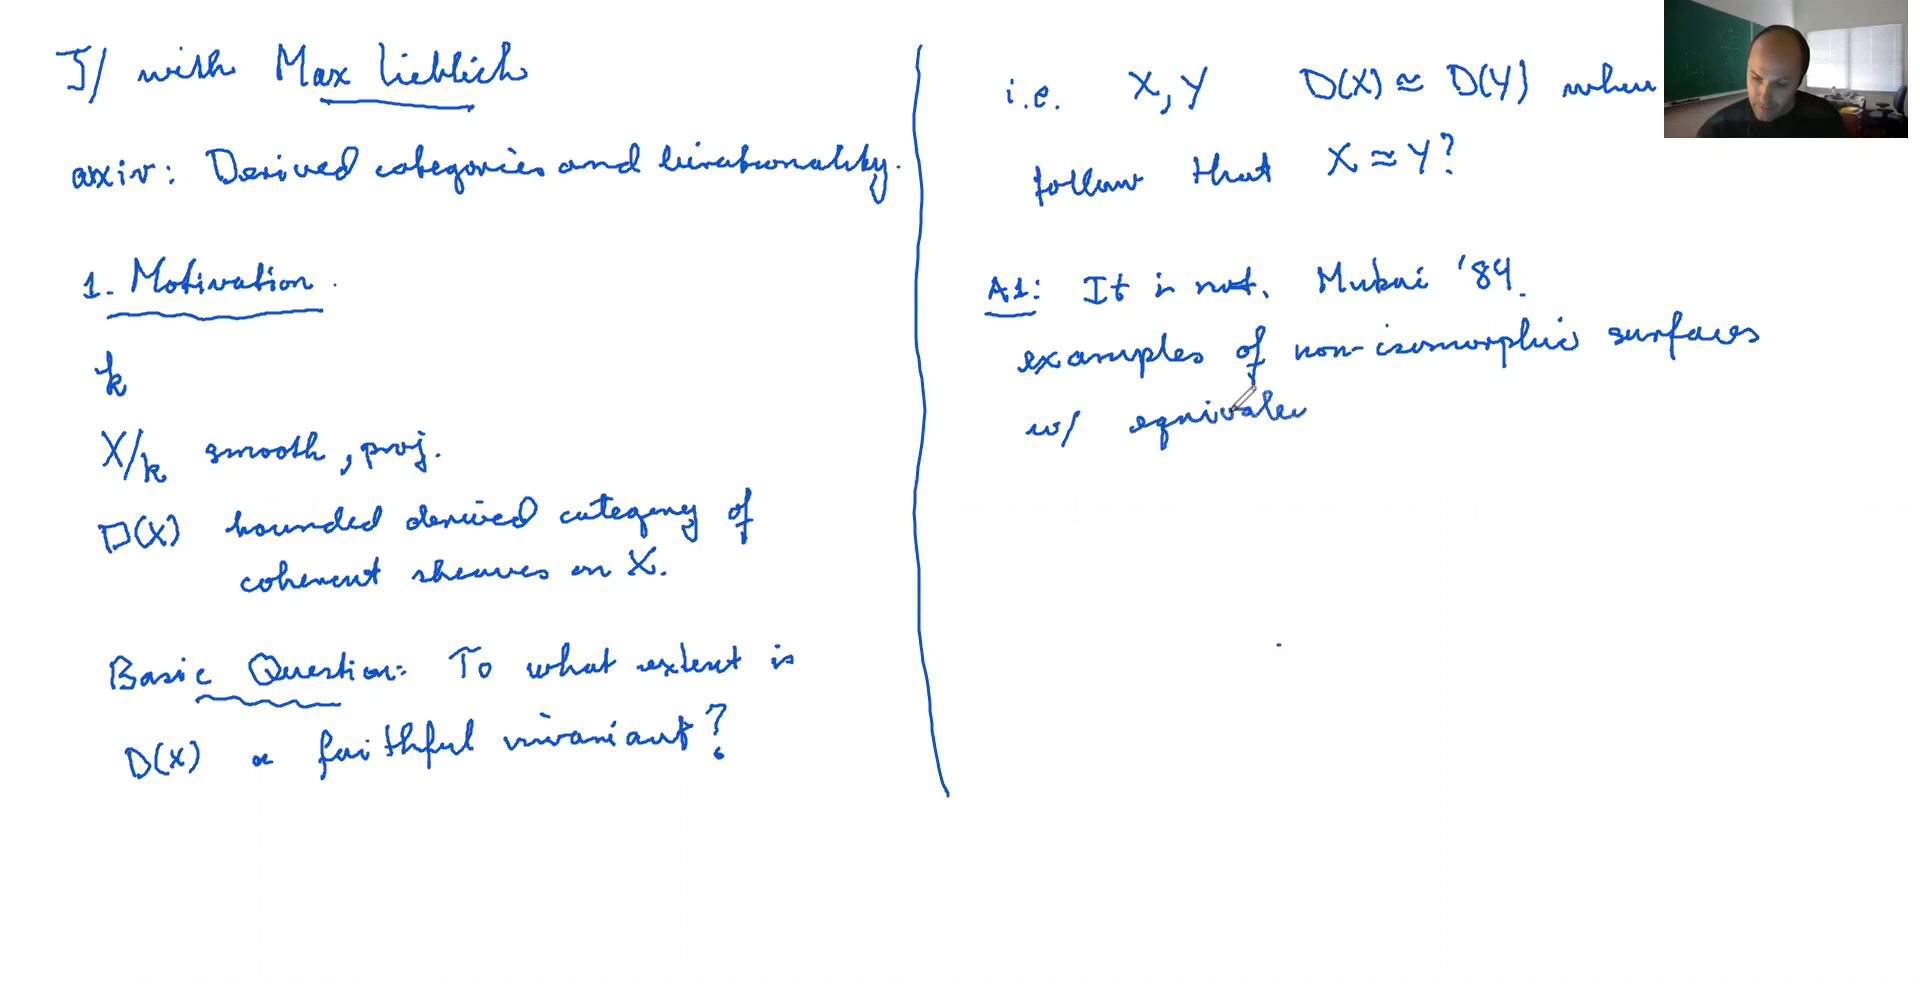 J/ with Max Lieblich
arxiv: Derived categories and birationality.
1. Motivation.
k
X/k smooth, proj.
D(X) bounded derived category of
coherent sheaves on X.
Basic Question: To what extent is
D(X) a faithful invariant?
i.e. X, Y D(X) ≃ D(Y) when
follow that X ≃ Y?
A1: It is not. Mukai '84.
examples of non-isomorphic surfaces
w/ equivalen